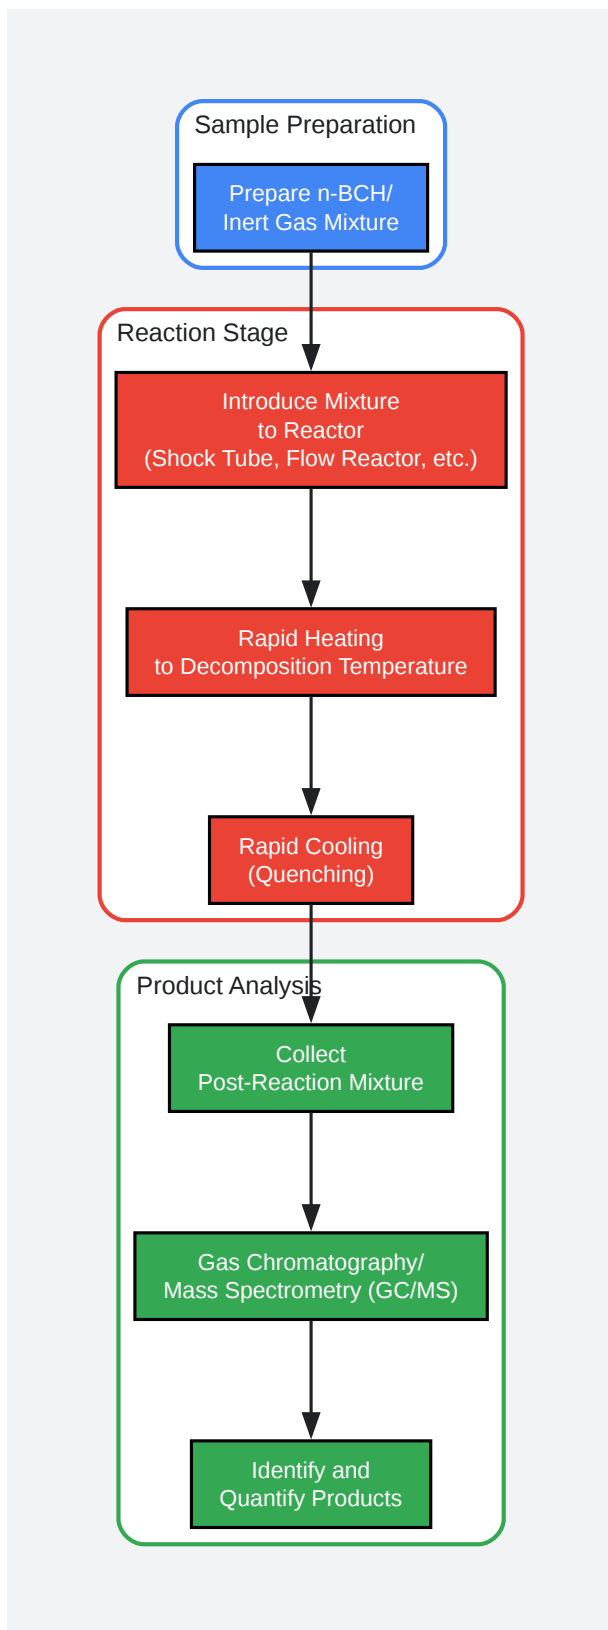 Sample Preparation
Prepare n-BCH/
Inert Gas Mixture
Reaction Stage
Introduce Mixture
to Reactor
(Shock Tube, Flow Reactor, etc.)
Rapid Heating
to Decomposition Temperature
Rapid Cooling
(Quenching)
Product Analysis
Collect
Post-Reaction Mixture
Gas Chromatography/
Mass Spectrometry (GC/MS)
Identify and
Quantify Products